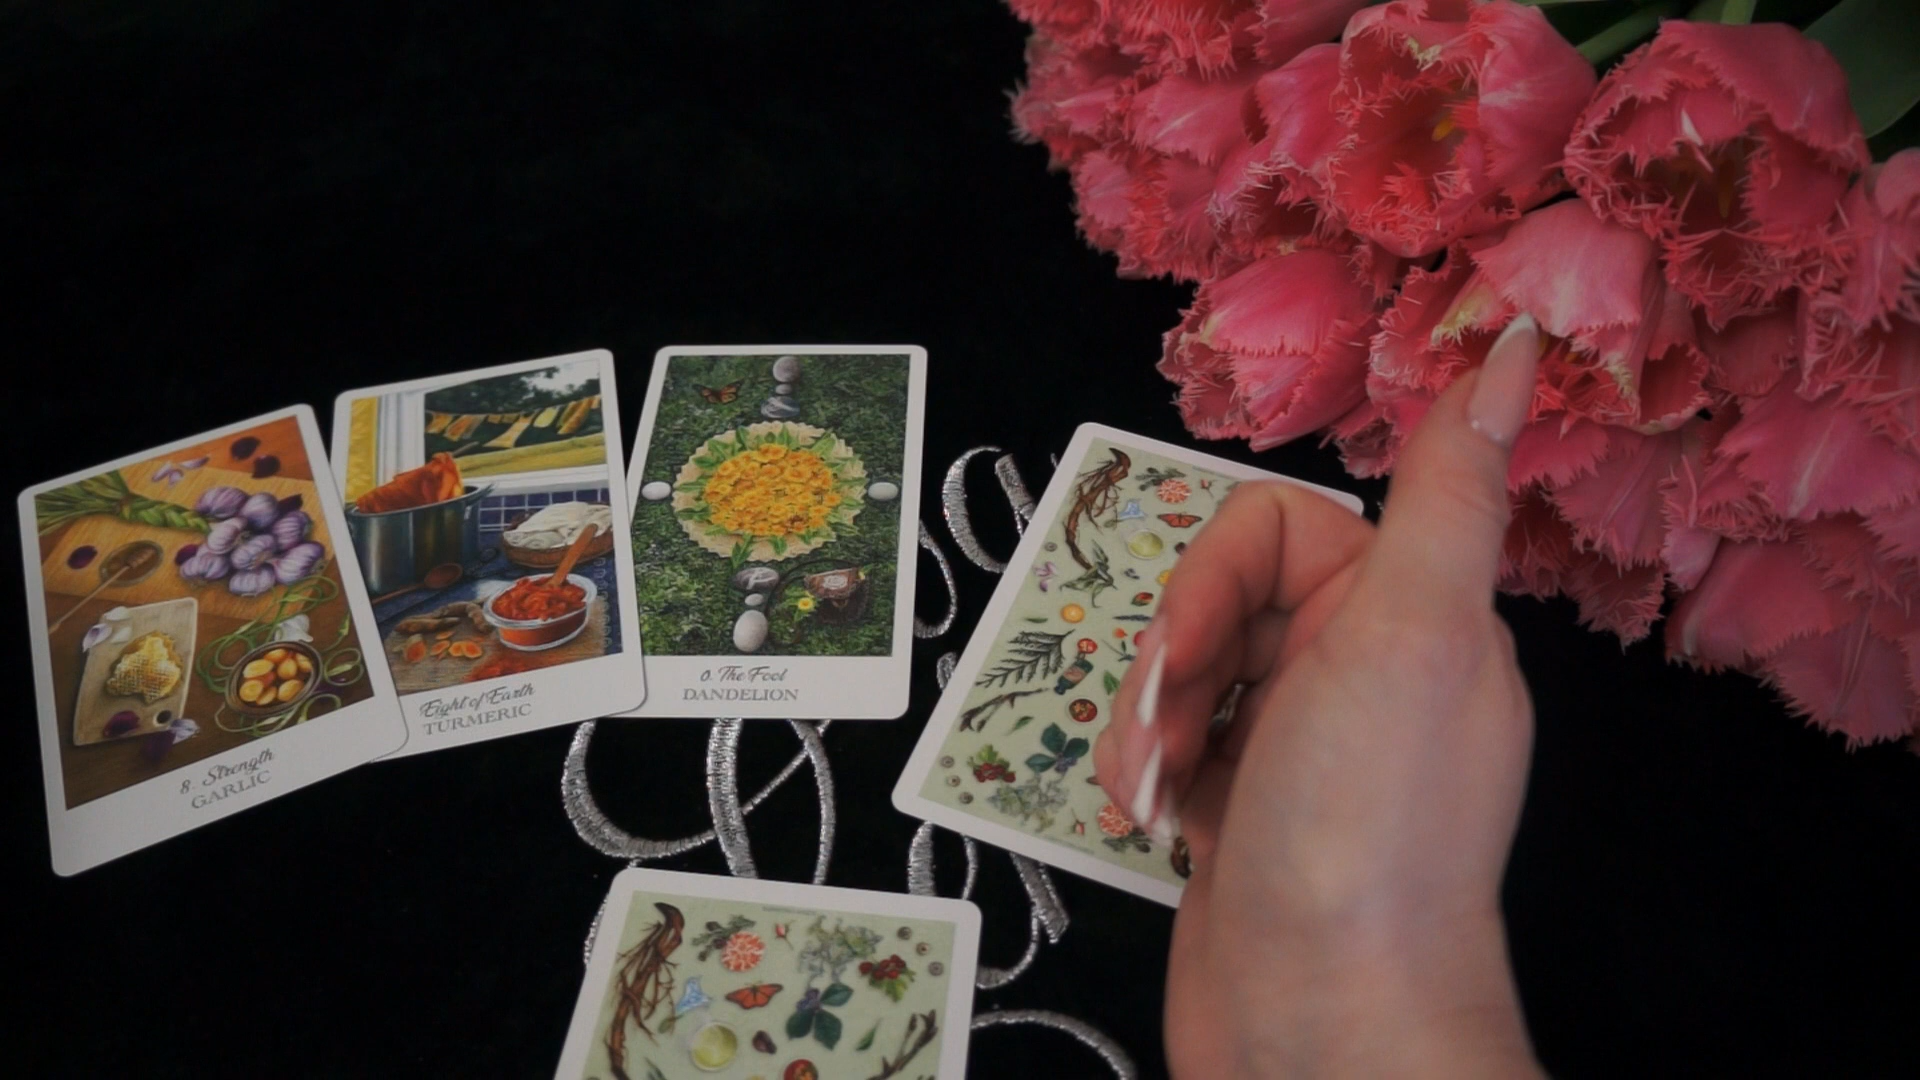 8. Strength
GARLIC
Eight of Earth
TURMERIC
0. The Fool
DANDELION